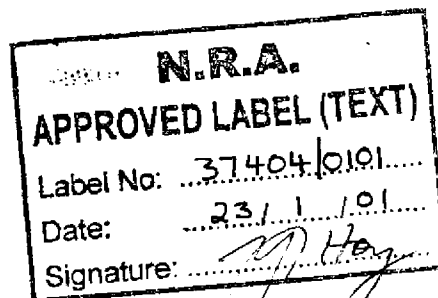 N.R.A.
APPROVED LABEL (TEXT)
Label No: 37404/0101
Date: 23/1/01
Signature: